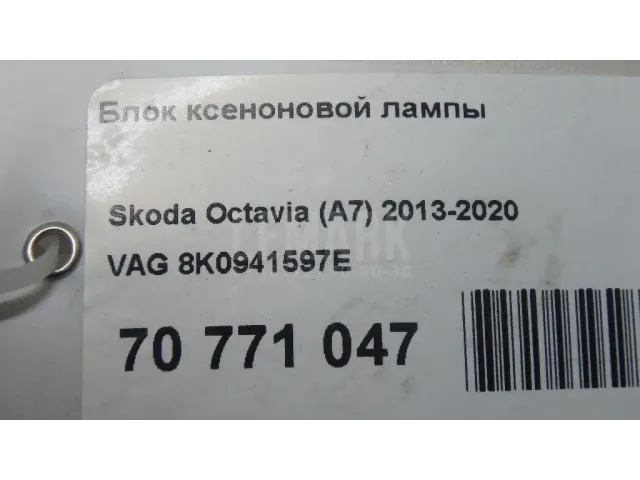 Блок ксеноновой лампы
Skoda Octavia (A7) 2013-2020
VAG 8K0941597E
70 771 047